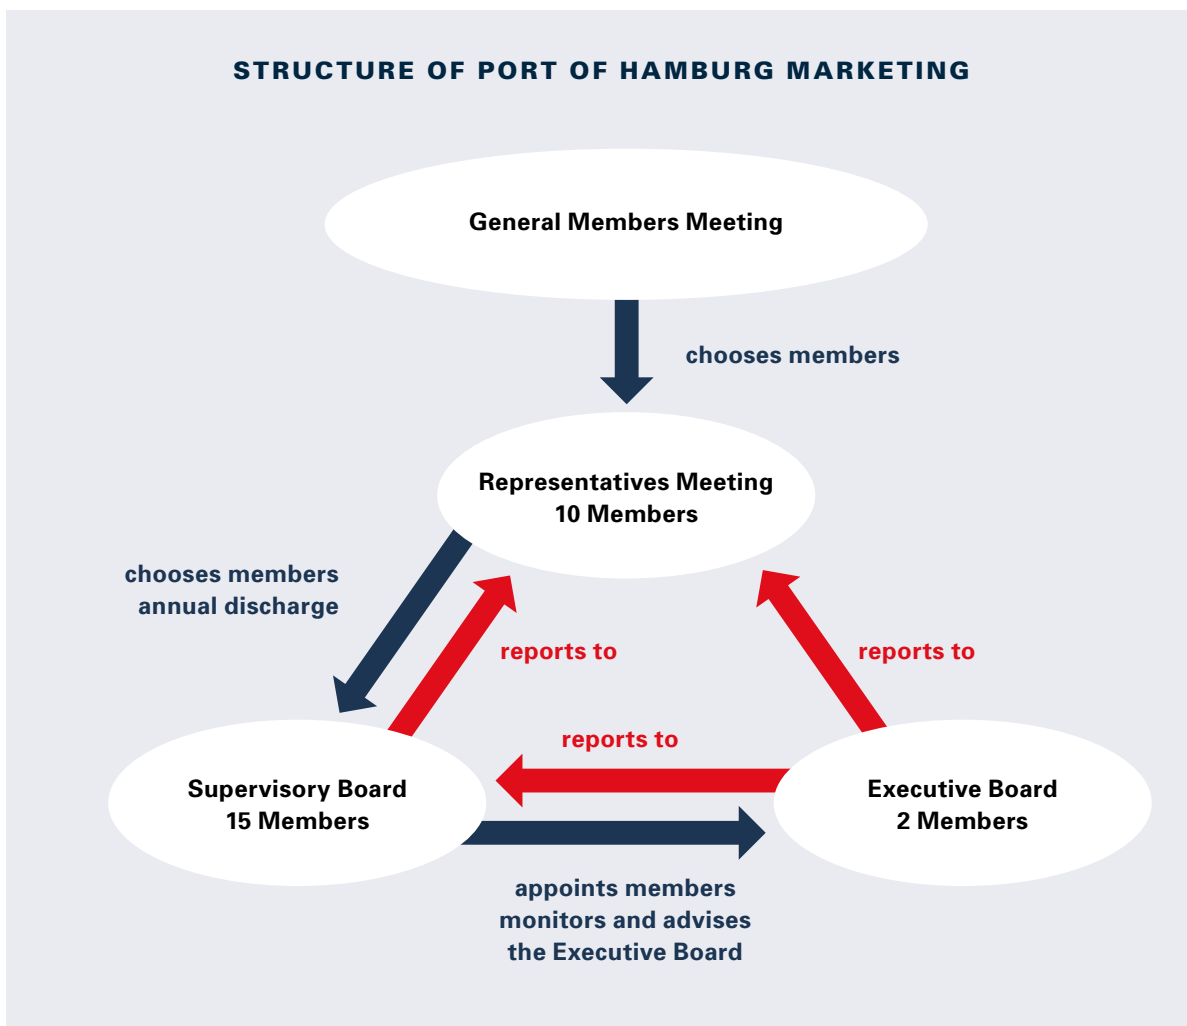 STRUCTURE OF PORT OF HAMBURG MARKETING
General Members Meeting
chooses members
Representatives Meeting
10 Members
chooses members
annual discharge
reports to
reports to
reports to
Supervisory Board
15 Members
Executive Board
2 Members
appoints members
monitors and advises
the Executive Board